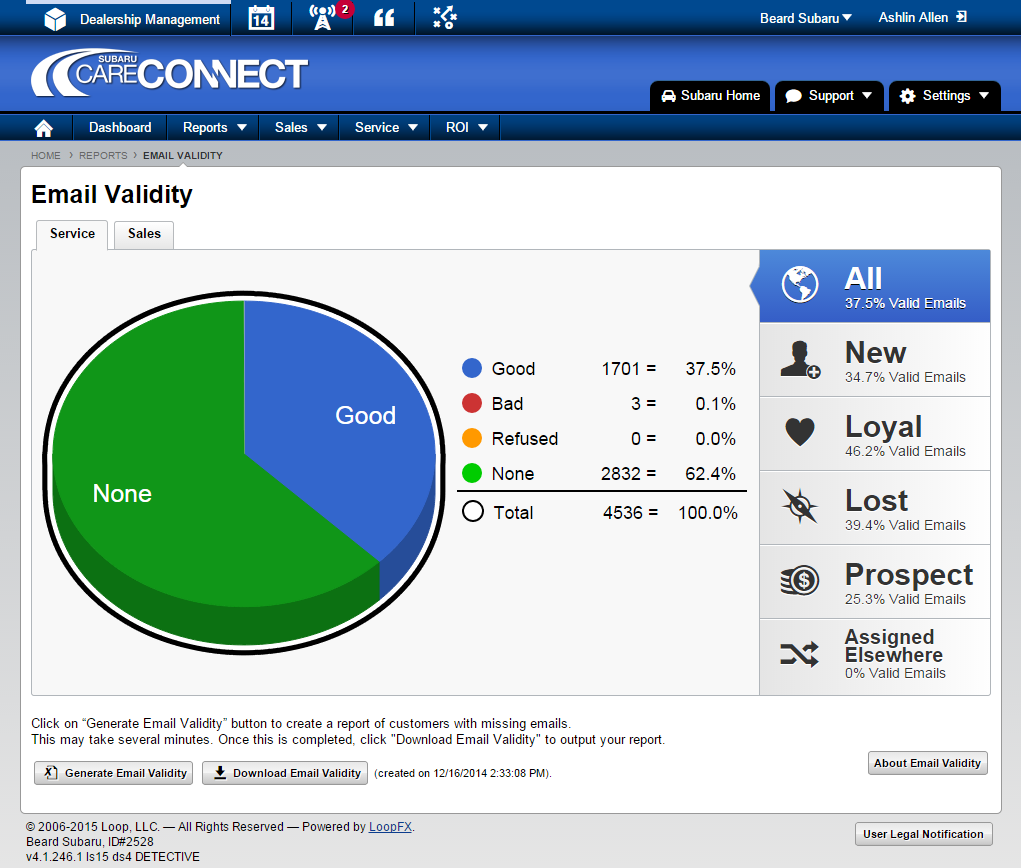 Dealership Management
14
2
Beard Subaru
Ashlin Allen
SUBARU
CARECONNECT
Subaru Home
Support
Settings
Dashboard
Reports
Sales
Service
ROI
HOME › REPORTS › EMAIL VALIDITY
Email Validity
Service
Sales
Good
None
Good 1701 = 37.5%
Bad 3 = 0.1%
Refused 0 = 0.0%
None 2832 = 62.4%
Total 4536 = 100.0%
All
37.5% Valid Emails
New
34.7% Valid Emails
Loyal
46.2% Valid Emails
Lost
39.4% Valid Emails
Prospect
25.3% Valid Emails
Assigned
Elsewhere
0% Valid Emails
Click on “Generate Email Validity” button to create a report of customers with missing emails.
This may take several minutes. Once this is completed, click "Download Email Validity" to output your report.
Generate Email Validity
Download Email Validity
(created on 12/16/2014 2:33:08 PM).
About Email Validity
© 2006-2015 Loop, LLC. — All Rights Reserved — Powered by LoopFX.
Beard Subaru, ID#2528
v4.1.246.1 ls15 ds4 DETECTIVE
User Legal Notification